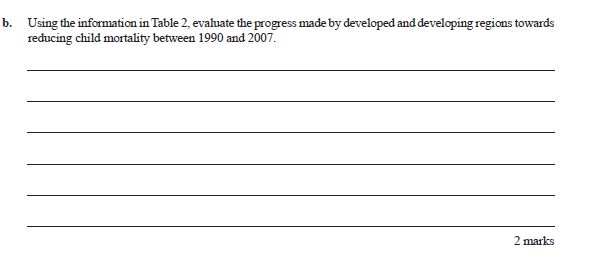 b. Using the information in Table 2, evaluate the progress made by developed and developing regions towards
reducing child mortality between 1990 and 2007.
2 marks